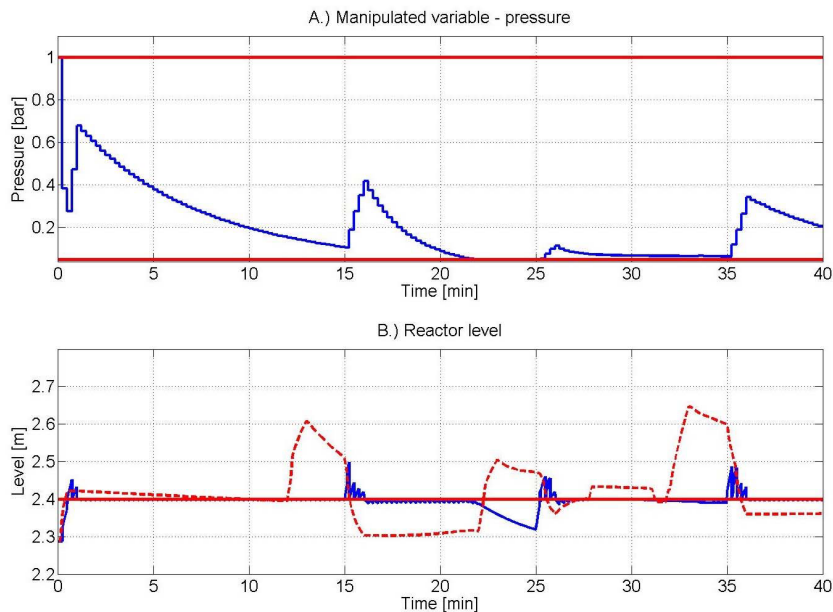 A.) Manipulated variable - pressure
1
0.8
0.6
0.4
0.2
Pressure [bar]
0 5 10 15 20 25 30 35 40
Time [min]
B.) Reactor level
2.7
2.6
2.5
2.4
2.3
2.2
Level [m]
0 5 10 15 20 25 30 35 40
Time [min]